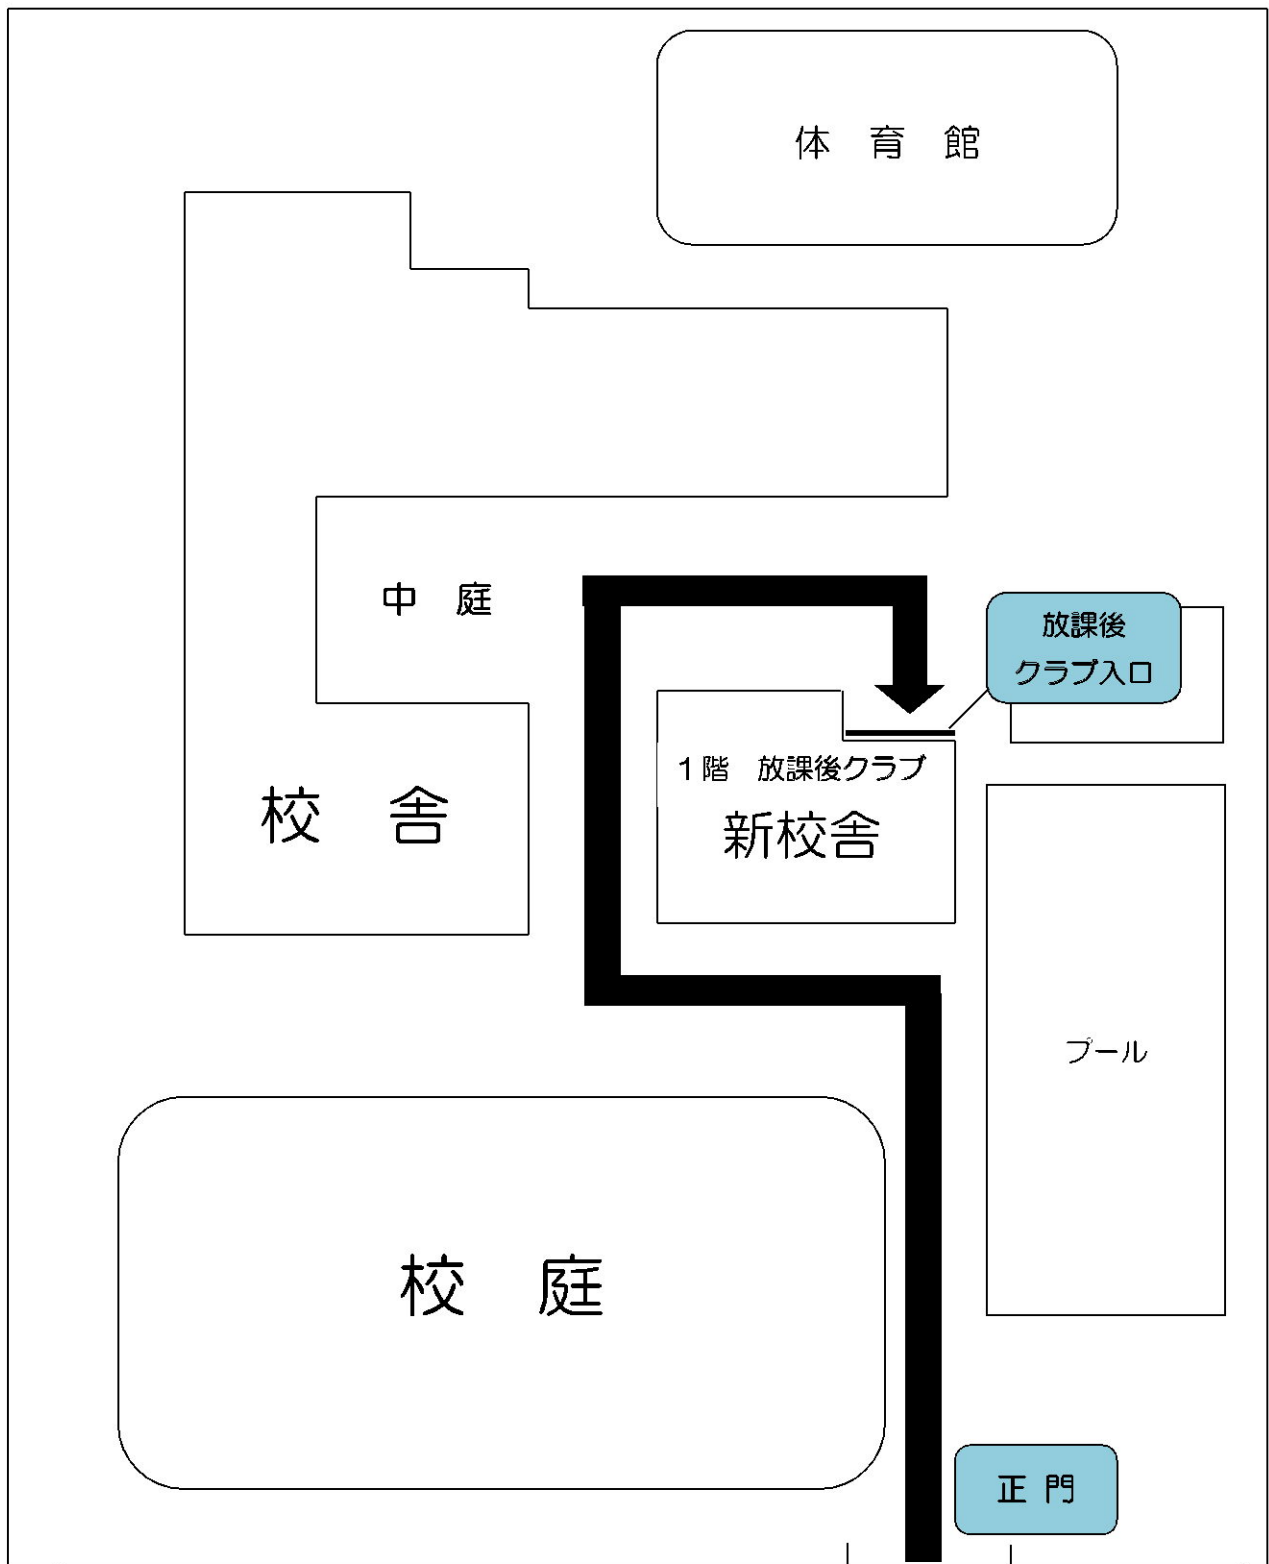 体 育 館
中 庭
放課後
クラブ入口
1階 放課後クラブ
校 舎
新校舎
プール
校 庭
正 門